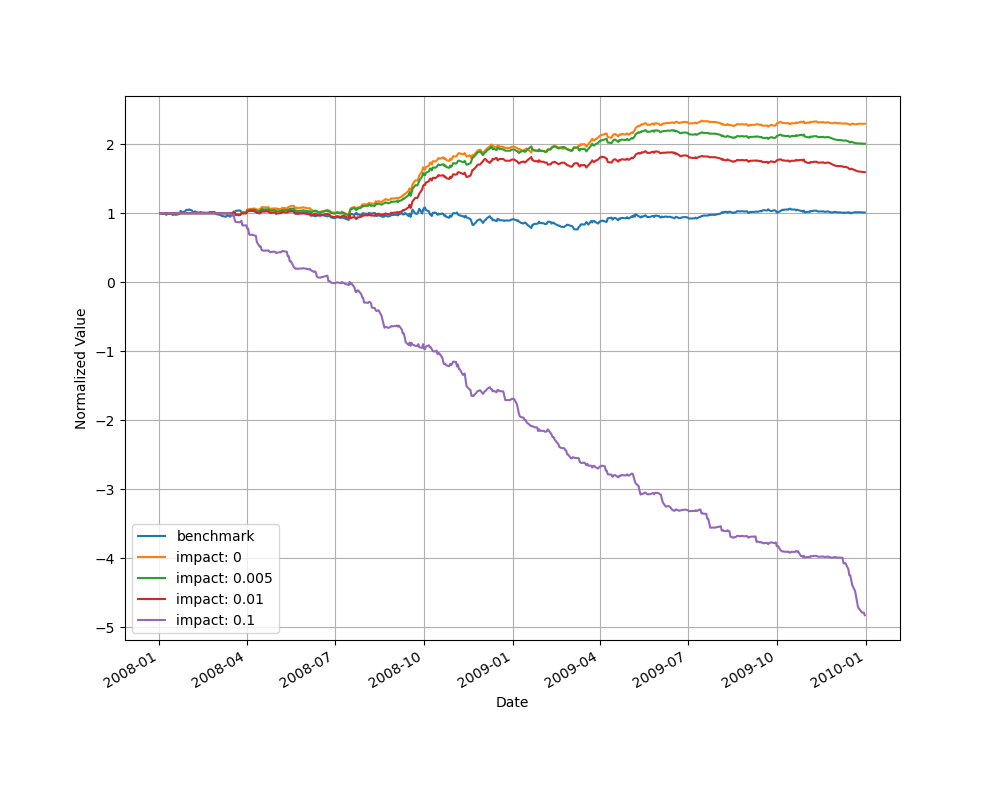 2
1
0
−1
−2
−3
−4
−5
Normalized Value
benchmark
impact: 0
impact: 0.005
impact: 0.01
impact: 0.1
2008-01
2008-04
2008-07
2008-10
2009-01
2009-04
2009-07
2009-10
2010-01
Date